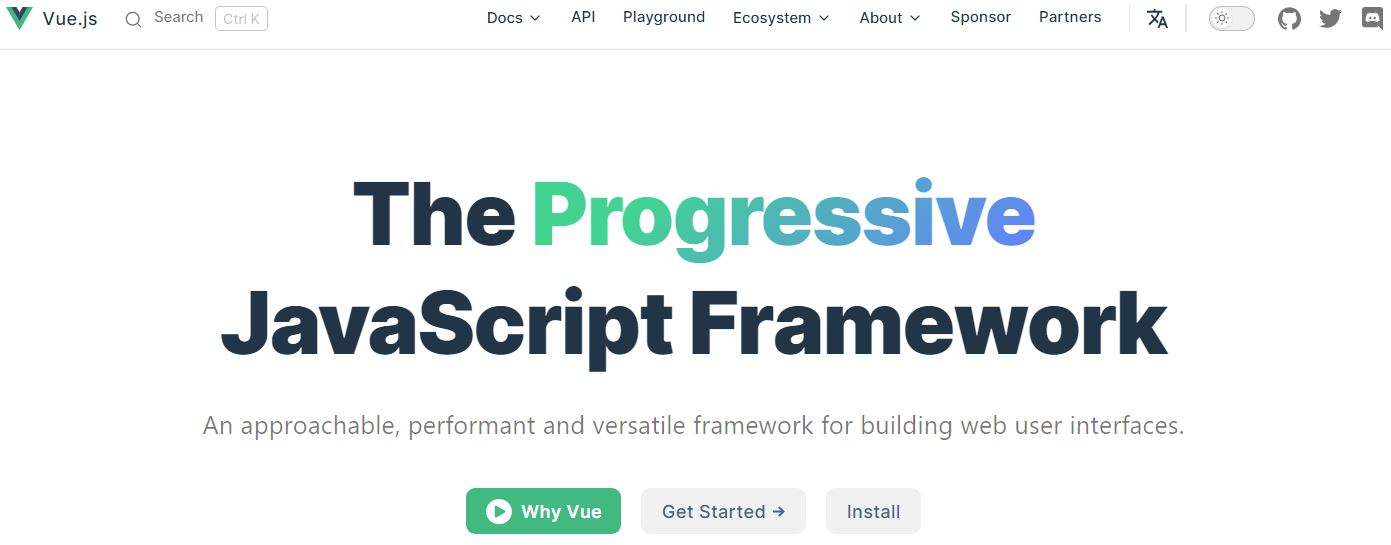 Vue.js Search Ctrl K Docs API Playground Ecosystem About Sponsor Partners
The Progressive
JavaScript Framework
An approachable, performant and versatile framework for building web user interfaces.
Why Vue Get Started → Install